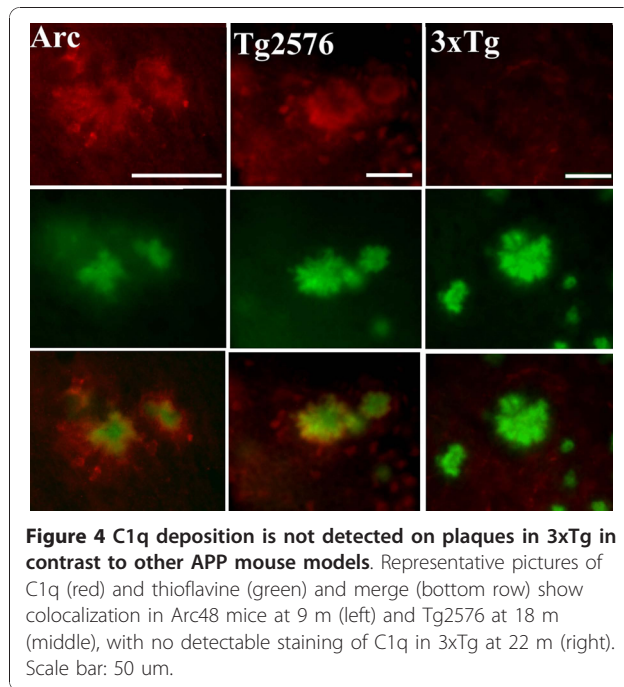 Arc
Tg2576
3xTg
Figure 4 C1q deposition is not detected on plaques in 3xTg in
contrast to other APP mouse models. Representative pictures of
C1q (red) and thioflavine (green) and merge (bottom row) show
colocalization in Arc48 mice at 9 m (left) and Tg2576 at 18 m
(middle), with no detectable staining of C1q in 3xTg at 22 m (right).
Scale bar: 50 um.